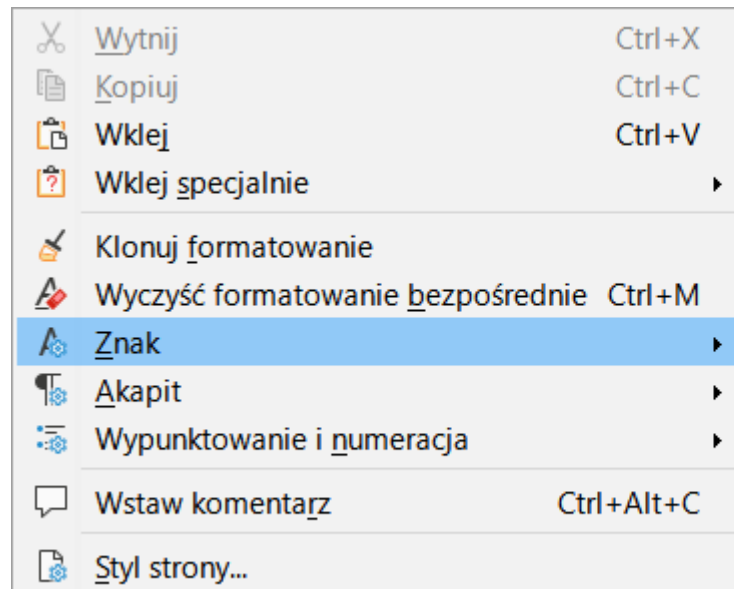 Wytnij Ctrl+X
Kopiuj Ctrl+C
Wklej Ctrl+V
Wklej specjalnie
Klonuj formatowanie
Wyczyść formatowanie bezpośrednie Ctrl+M
Znak
Akapit
Wypunktowanie i numeracja
Wstaw komentarz Ctrl+Alt+C
Styl strony...